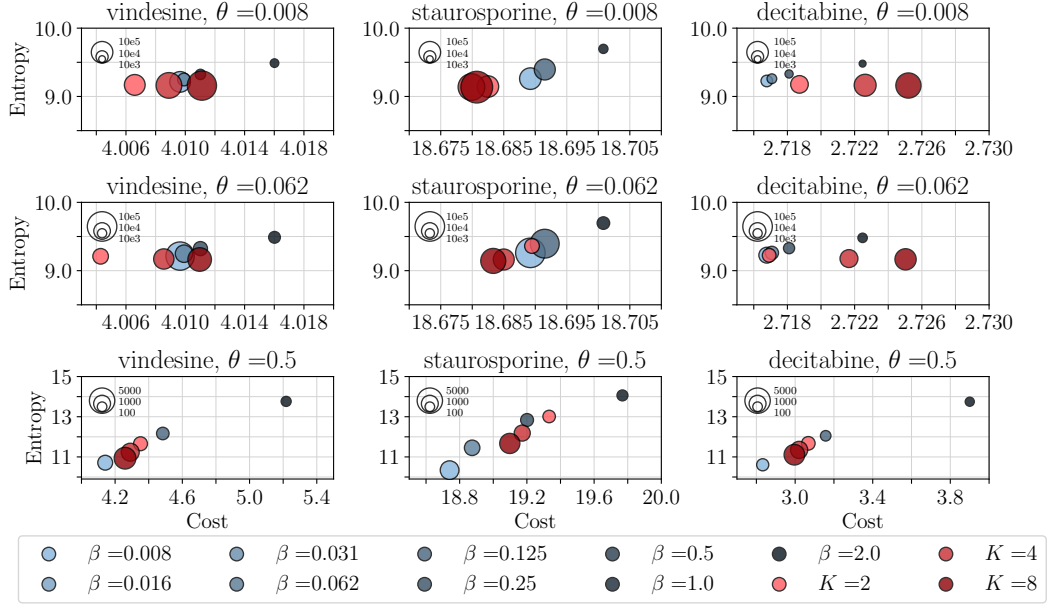 vindesine, θ =0.008
staurosporine, θ =0.008
decitabine, θ =0.008
Entropy
10.0
9.0
10e5
10e4
10e3
10e5
10e4
10e3
10e5
10e4
10e3
10.0
9.0
10.0
9.0
4.006 4.010 4.014 4.018
18.675 18.685 18.695 18.705
2.718 2.722 2.726 2.730
vindesine, θ =0.062
staurosporine, θ =0.062
decitabine, θ =0.062
Entropy
10.0
9.0
10e5
10e4
10e3
10e5
10e4
10e3
10e5
10e4
10e3
10.0
9.0
10.0
9.0
4.006 4.010 4.014 4.018
18.675 18.685 18.695 18.705
2.718 2.722 2.726 2.730
vindesine, θ =0.5
staurosporine, θ =0.5
decitabine, θ =0.5
Entropy
15
13
11
5000
1000
100
15
13
11
5000
1000
100
15
13
11
5000
1000
100
4.2 4.6 5.0 5.4
18.8 19.2 19.6 20.0
3.0 3.4 3.8
Cost
Cost
Cost
β =0.008 β =0.031 β =0.125 β =0.5 β =2.0 K =4
β =0.016 β =0.062 β =0.25 β =1.0 K =2 K =8